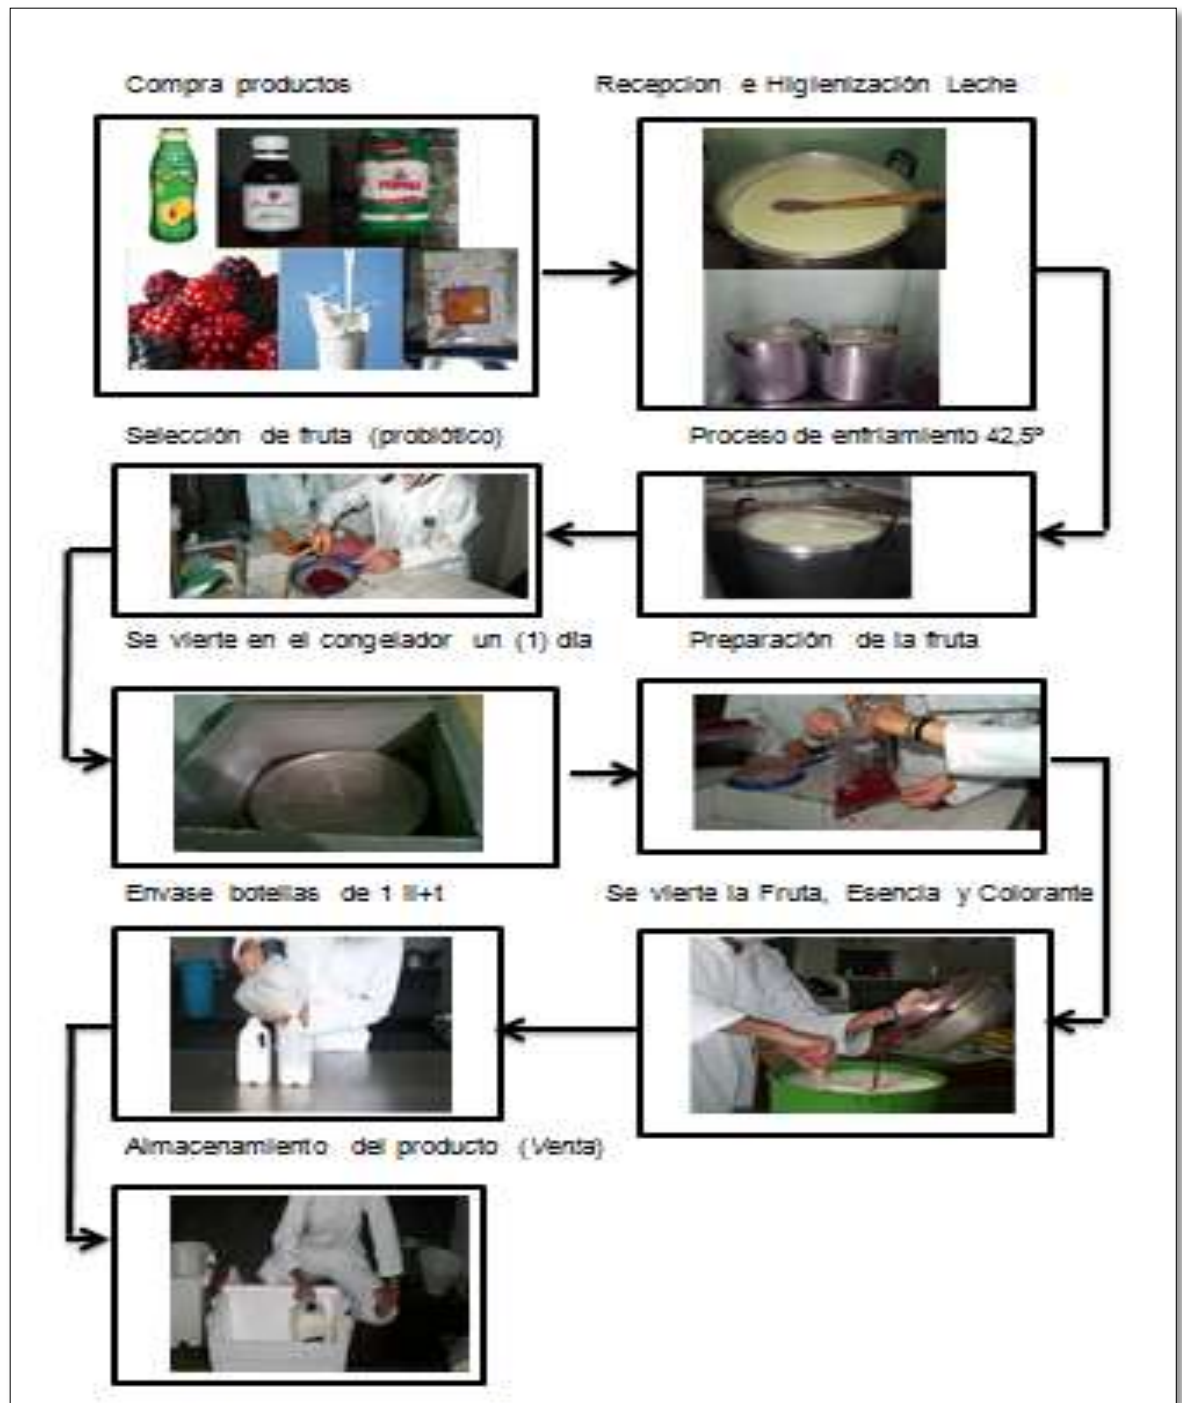 Compra productos
Recepcion e Higienización Leche
Selección de fruta (probiótico)
Proceso de enfriamiento 42,5º
Se vierte en el congelador un (1) dia
Preparación de la fruta
Envase botellas de 1 li+t
Se vierte la Fruta, Esencia y Colorante
Almacenamiento del producto (Venta)